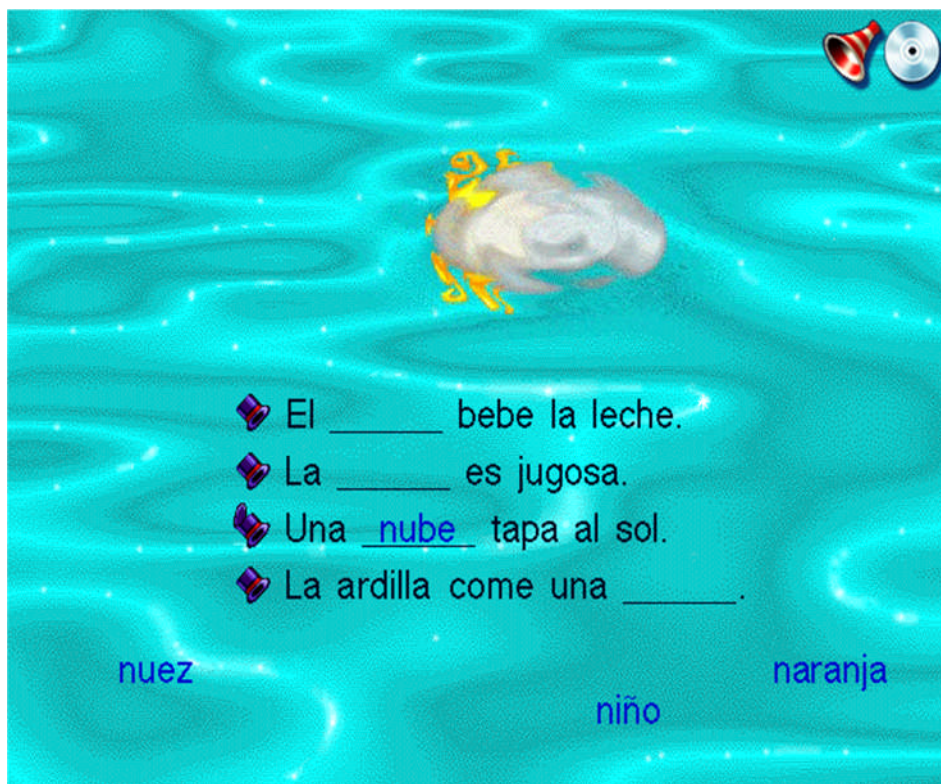 El ______ bebe la leche.
La ______ es jugosa.
Una nube tapa al sol.
La ardilla come una ______.
nuez
naranja
niño